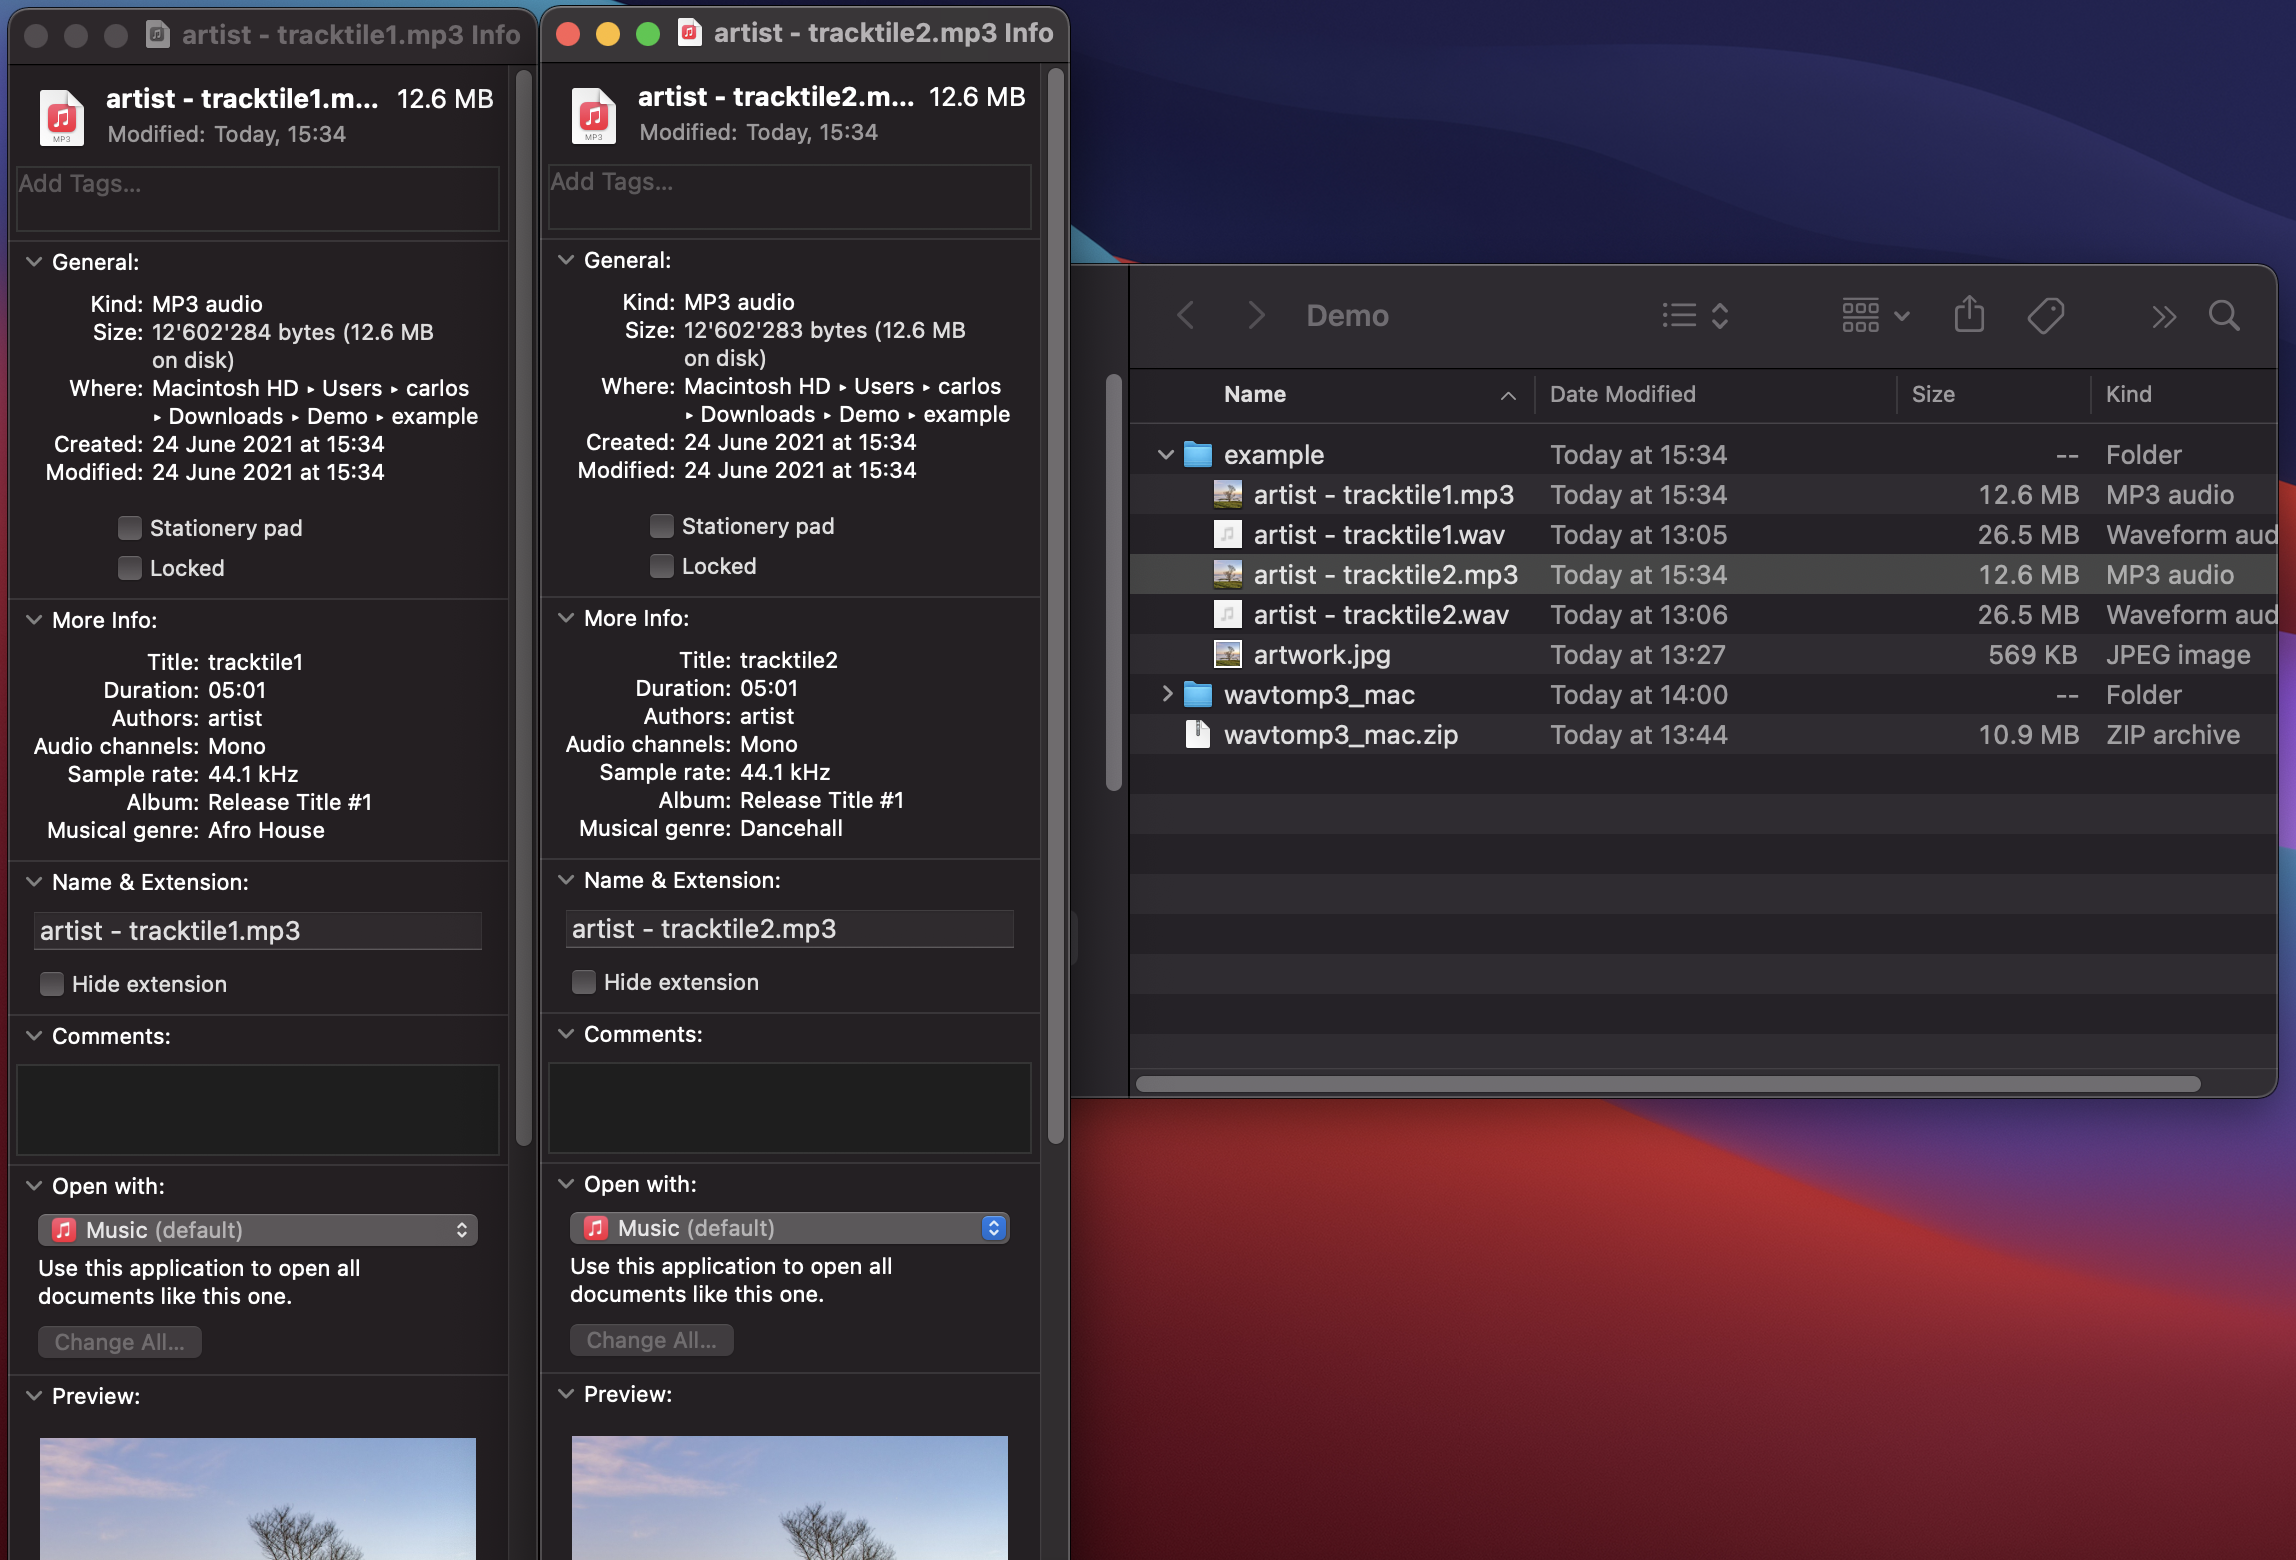 artist - tracktile1.mp3 Info
artist - tracktile1.m... 12.6 MB
Modified: Today, 15:34
MP3
Add Tags...
General:
Kind: MP3 audio
Size: 12'602'284 bytes (12.6 MB
on disk)
Where: Macintosh HD ▸ Users ▸ carlos
▸ Downloads ▸ Demo ▸ example
Created: 24 June 2021 at 15:34
Modified: 24 June 2021 at 15:34
Stationery pad
Locked
More Info:
Title: tracktile1
Duration: 05:01
Authors: artist
Audio channels: Mono
Sample rate: 44.1 kHz
Album: Release Title #1
Musical genre: Afro House
Name & Extension:
artist - tracktile1.mp3
Hide extension
Comments:
Open with:
Music (default)
Use this application to open all
documents like this one.
Change All...
Preview:
artist - tracktile2.mp3 Info
artist - tracktile2.m... 12.6 MB
Modified: Today, 15:34
MP3
Add Tags...
General:
Kind: MP3 audio
Size: 12'602'283 bytes (12.6 MB
on disk)
Where: Macintosh HD ▸ Users ▸ carlos
▸ Downloads ▸ Demo ▸ example
Created: 24 June 2021 at 15:34
Modified: 24 June 2021 at 15:34
Stationery pad
Locked
More Info:
Title: tracktile2
Duration: 05:01
Authors: artist
Audio channels: Mono
Sample rate: 44.1 kHz
Album: Release Title #1
Musical genre: Dancehall
Name & Extension:
artist - tracktile2.mp3
Hide extension
Comments:
Open with:
Music (default)
Use this application to open all
documents like this one.
Change All...
Preview:
Demo
Name Date Modified Size Kind
example Today at 15:34 -- Folder
artist - tracktile1.mp3 Today at 15:34 12.6 MB MP3 audio
artist - tracktile1.wav Today at 13:05 26.5 MB Waveform aud
artist - tracktile2.mp3 Today at 15:34 12.6 MB MP3 audio
artist - tracktile2.wav Today at 13:06 26.5 MB Waveform aud
artwork.jpg Today at 13:27 569 KB JPEG image
wavtomp3_mac Today at 14:00 -- Folder
wavtomp3_mac.zip Today at 13:44 10.9 MB ZIP archive